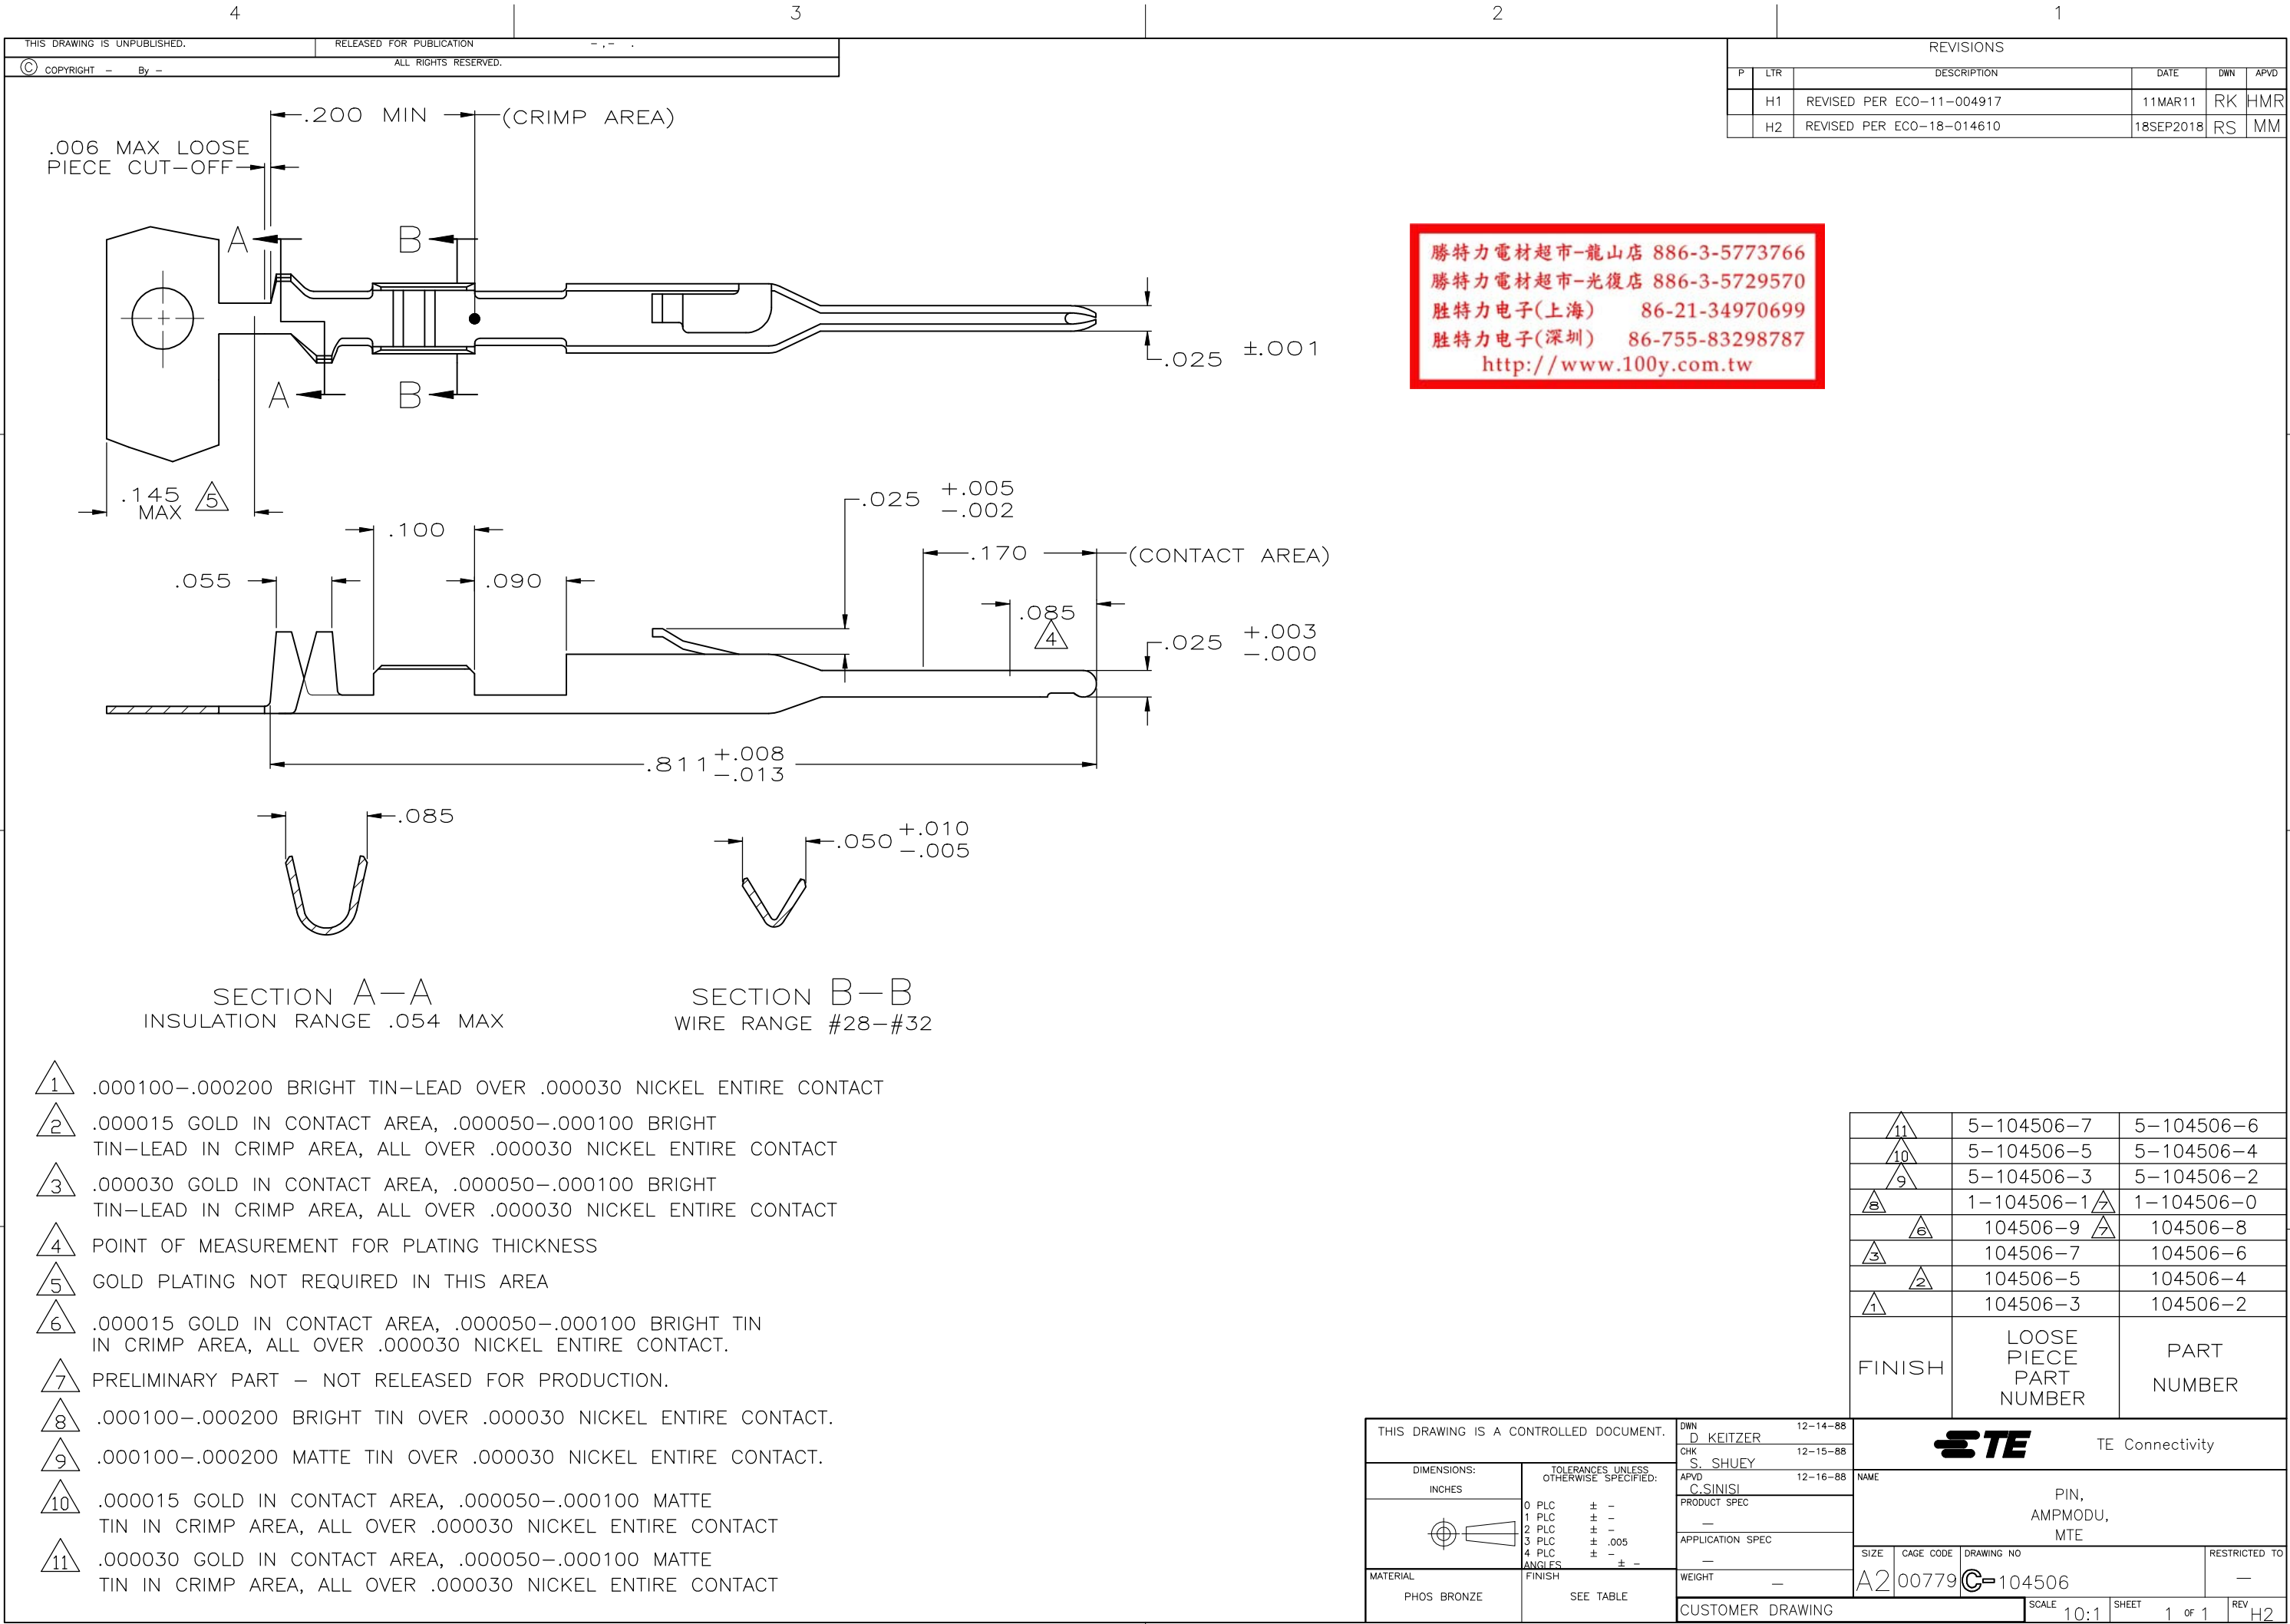 4 3 2 1
THIS DRAWING IS UNPUBLISHED. RELEASED FOR PUBLICATION - .- .
© COPYRIGHT - By - ALL RIGHTS RESERVED.
REVISIONS
P LTR DESCRIPTION DATE DWN APVD
H1 REVISED PER ECO-11-004917 11MAR11 RK HMR
H2 REVISED PER ECO-18-014610 18SEP2018 RS MM
.200 MIN (CRIMP AREA)
.006 MAX LOOSE
PIECE CUT-OFF
A B
A B
.025 ±.001
勝特力電材超市-龍山店 886-3-5773766
勝特力電材超市-光復店 886-3-5729570
胜特力电子(上海) 86-21-34970699
胜特力电子(深圳) 86-755-83298787
http://www.100y.com.tw
.145 5
MAX
.025 +.005
-.002
.100
.170 (CONTACT AREA)
.055 .090
.085
4
.025 +.003
-.000
.811 +.008
-.013
.085
.050 +.010
-.005
SECTION A-A
INSULATION RANGE .054 MAX
SECTION B-B
WIRE RANGE #28-#32
1 .000100-.000200 BRIGHT TIN-LEAD OVER .000030 NICKEL ENTIRE CONTACT
2 .000015 GOLD IN CONTACT AREA, .000050-.000100 BRIGHT
TIN-LEAD IN CRIMP AREA, ALL OVER .000030 NICKEL ENTIRE CONTACT
3 .000030 GOLD IN CONTACT AREA, .000050-.000100 BRIGHT
TIN-LEAD IN CRIMP AREA, ALL OVER .000030 NICKEL ENTIRE CONTACT
4 POINT OF MEASUREMENT FOR PLATING THICKNESS
5 GOLD PLATING NOT REQUIRED IN THIS AREA
6 .000015 GOLD IN CONTACT AREA, .000050-.000100 BRIGHT TIN
IN CRIMP AREA, ALL OVER .000030 NICKEL ENTIRE CONTACT.
7 PRELIMINARY PART - NOT RELEASED FOR PRODUCTION.
8 .000100-.000200 BRIGHT TIN OVER .000030 NICKEL ENTIRE CONTACT.
9 .000100-.000200 MATTE TIN OVER .000030 NICKEL ENTIRE CONTACT.
10 .000015 GOLD IN CONTACT AREA, .000050-.000100 MATTE
TIN IN CRIMP AREA, ALL OVER .000030 NICKEL ENTIRE CONTACT
11 .000030 GOLD IN CONTACT AREA, .000050-.000100 MATTE
TIN IN CRIMP AREA, ALL OVER .000030 NICKEL ENTIRE CONTACT
11 5-104506-7 5-104506-6
10 5-104506-5 5-104506-4
9 5-104506-3 5-104506-2
8 1-104506-1 7 1-104506-0
6 104506-9 7 104506-8
3 104506-7 104506-6
2 104506-5 104506-4
1 104506-3 104506-2
FINISH
LOOSE
PIECE
PART
NUMBER
PART
NUMBER
THIS DRAWING IS A CONTROLLED DOCUMENT.
DIMENSIONS:
INCHES
TOLERANCES UNLESS
OTHERWISE SPECIFIED:
0 PLC ± -
1 PLC ± -
2 PLC ± -
3 PLC ± .005
4 PLC ± -
ANGLES ± -
MATERIAL
PHOS BRONZE
FINISH
SEE TABLE
DWN 12-14-88
D KEITZER
CHK 12-15-88
S. SHUEY
APVD 12-16-88
C.SINISI
PRODUCT SPEC
-
APPLICATION SPEC
-
WEIGHT -
CUSTOMER DRAWING
TE TE Connectivity
NAME
PIN,
AMPMODU,
MTE
SIZE CAGE CODE DRAWING NO RESTRICTED TO
A2 00779 C-104506 -
SCALE 10:1 SHEET 1 OF 1 REV H2